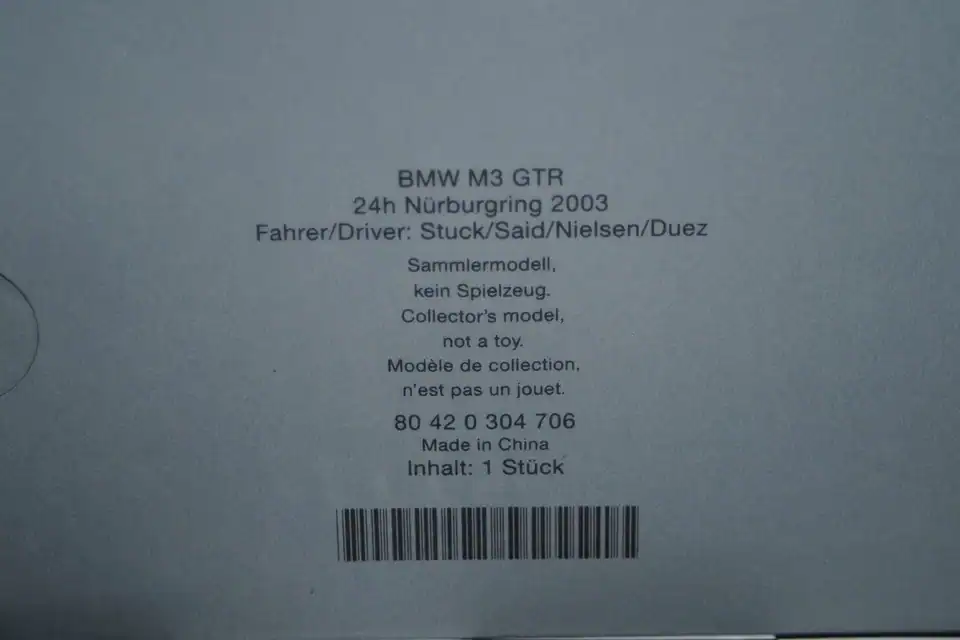 BMW M3 GTR
24h Nürburgring 2003
Fahrer/Driver: Stuck/Said/Nielsen/Duez
Sammlermodell,
kein Spielzeug.
Collector's model,
not a toy.
Modèle de collection,
n'est pas un jouet.
80 42 0 304 706
Made in China
Inhalt: 1 Stück